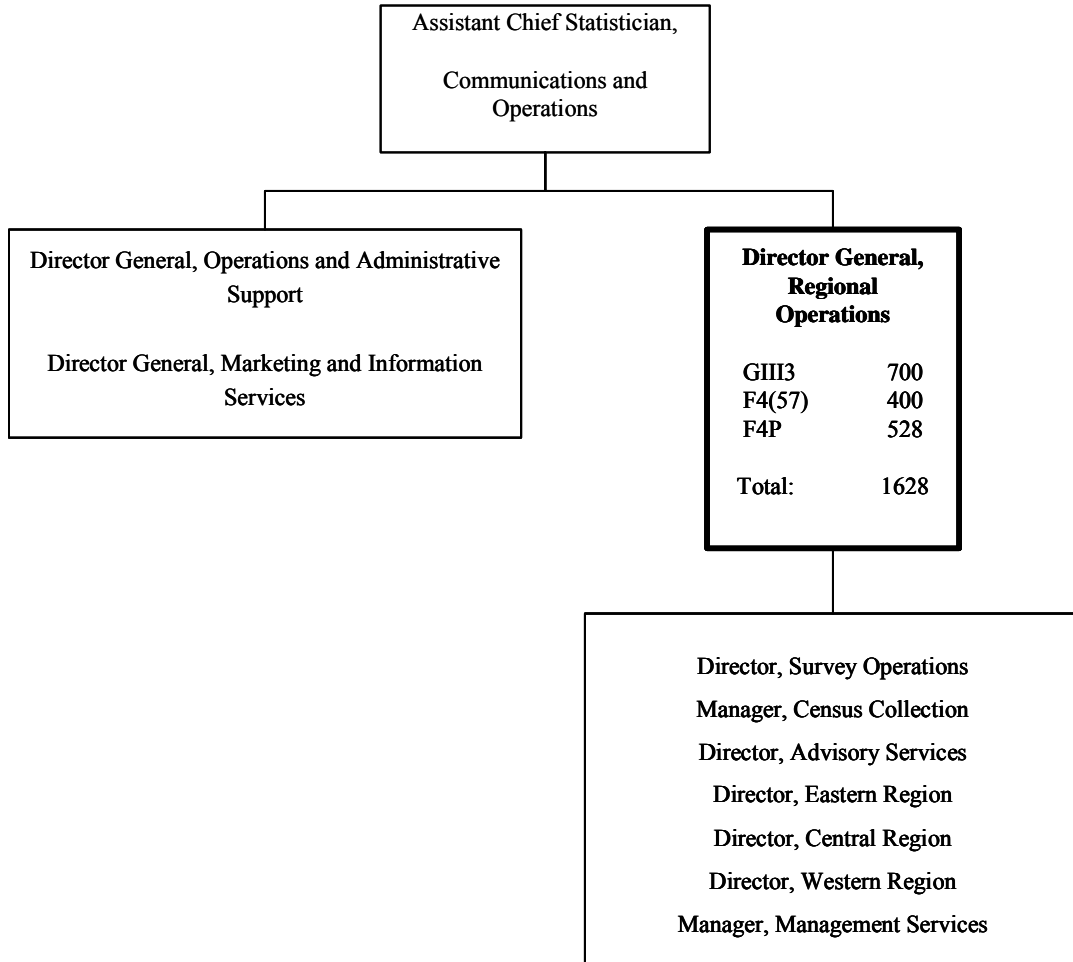 Assistant Chief Statistician,
Communications and
Operations
Director General, Operations and Administrative
Support
Director General, Marketing and Information
Services
Director General,
Regional
Operations
GIII3 700
F4(57) 400
F4P 528
Total: 1628
Director, Survey Operations
Manager, Census Collection
Director, Advisory Services
Director, Eastern Region
Director, Central Region
Director, Western Region
Manager, Management Services